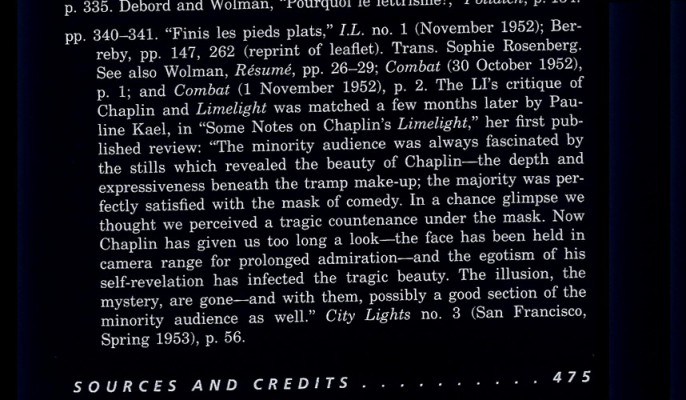 p. 335. Debord and Wolman, "Pourquoi le lettrisme?," Potlatch, p.
pp. 340–341. "Finis les pieds plats," I.L. no. 1 (November 1952); Ber-
reby, pp. 147, 262 (reprint of leaflet). Trans. Sophie Rosenberg.
See also Wolman, Résumé, pp. 26–29; Combat (30 October 1952),
p. 1; and Combat (1 November 1952), p. 2. The LI's critique of
Chaplin and Limelight was matched a few months later by Pau-
line Kael, in "Some Notes on Chaplin's Limelight," her first pub-
lished review: "The minority audience was always fascinated by
the stills which revealed the beauty of Chaplin—the depth and
expressiveness beneath the tramp make-up; the majority was per-
fectly satisfied with the mask of comedy. In a chance glimpse we
thought we perceived a tragic countenance under the mask. Now
Chaplin has given us too long a look—the face has been held in
camera range for prolonged admiration—and the egotism of his
self-revelation has infected the tragic beauty. The illusion, the
mystery, are gone—and with them, possibly a good section of the
minority audience as well." City Lights no. 3 (San Francisco,
Spring 1953), p. 56.
SOURCES AND CREDITS . . . . . . . . . . 475